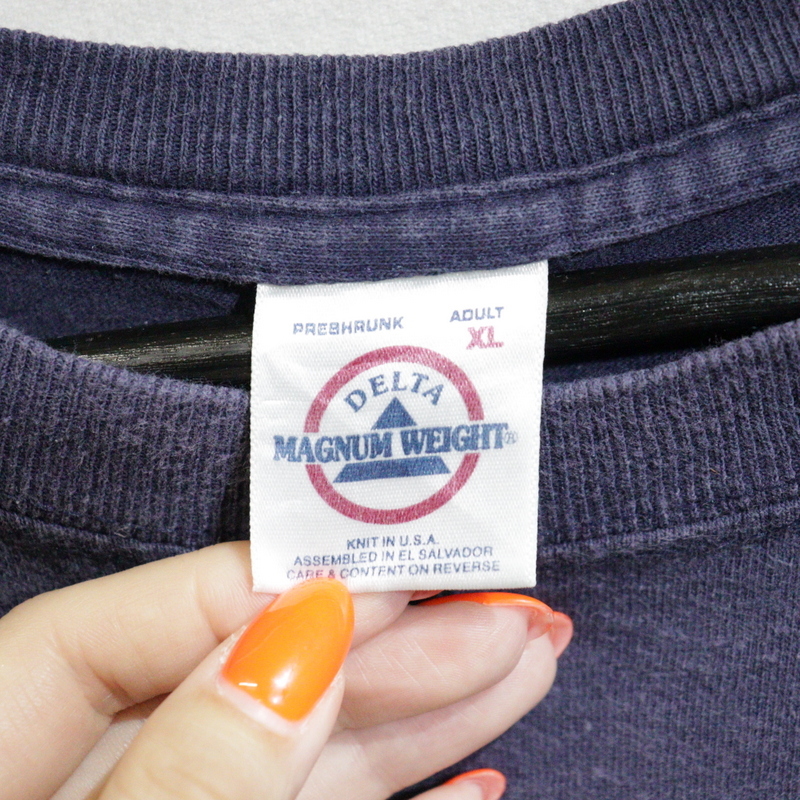 PRESHRUNK
ADULT
XL
DELTA
MAGNUM WEIGHT®
KNIT IN U.S.A.
ASSEMBLED IN EL SALVADOR
CARE & CONTENT ON REVERSE